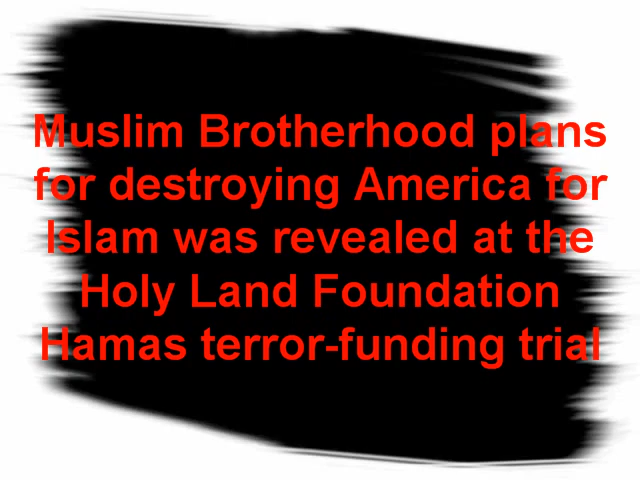 Muslim Brotherhood plans
for destroying America for
Islam was revealed at the
Holy Land Foundation
Hamas terror-funding trial